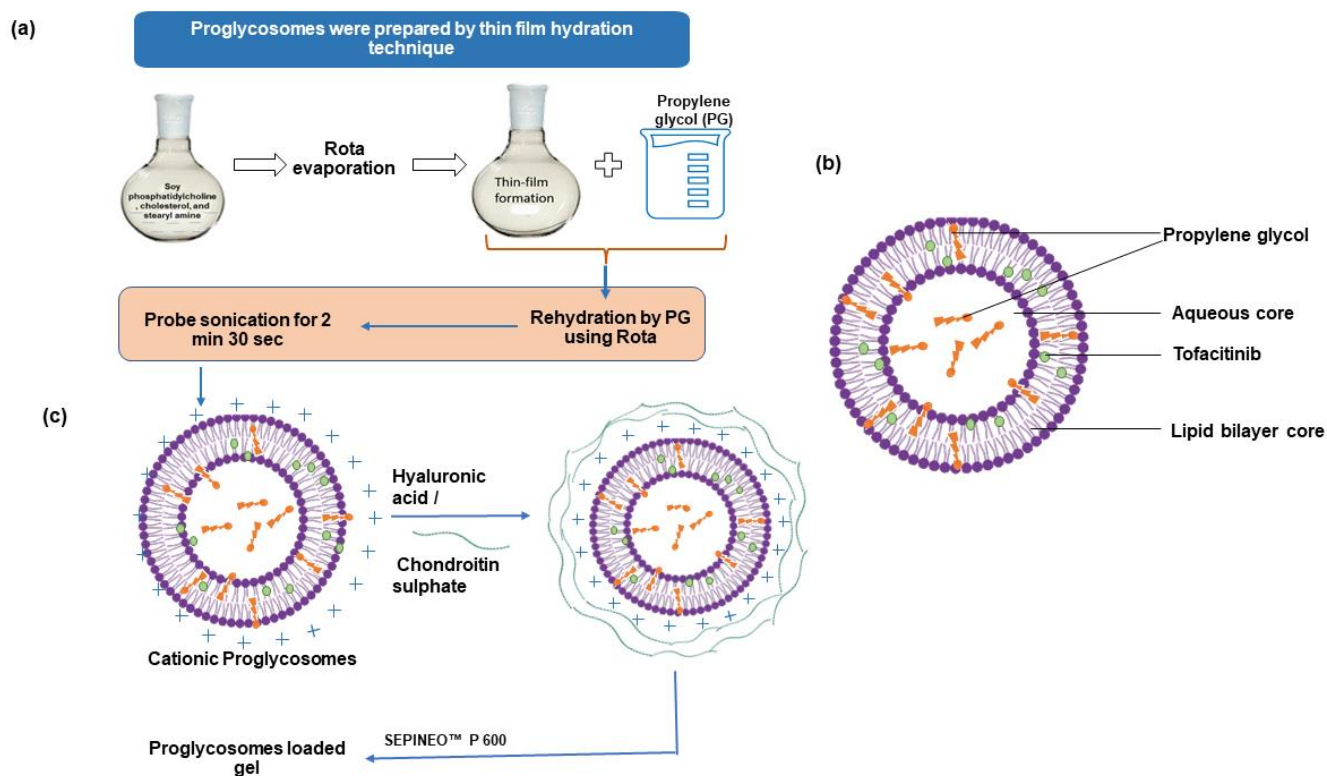 (a)
Proglycosomes were prepared by thin film hydration
technique
Soy
phosphatidylcholine
, cholesterol, and
stearyl amine
Rota
evaporation
Thin-film
formation
Propylene
glycol (PG)
Rehydration by PG
using Rota
Probe sonication for 2
min 30 sec
(b)
Propylene glycol
Aqueous core
Tofacitinib
Lipid bilayer core
(c)
Cationic Proglycosomes
Hyaluronic
acid /
Chondroitin
sulphate
SEPINEO™ P 600
Proglycosomes loaded
gel